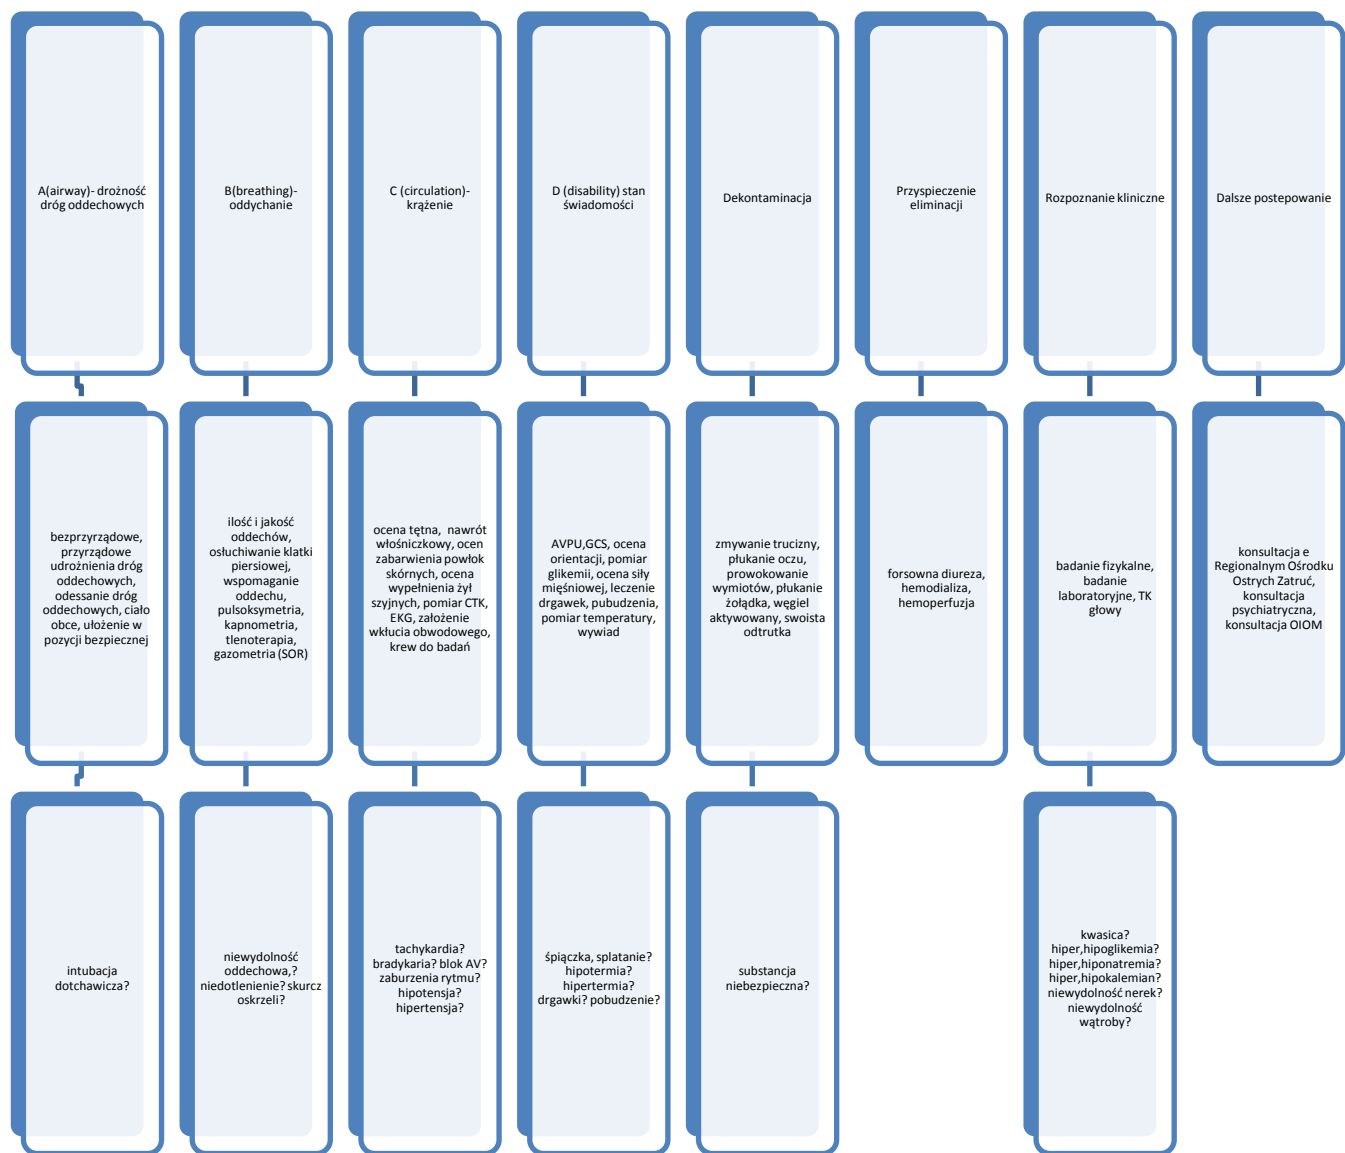 A(airway)- drożność
dróg oddechowych
B(breathing)-
oddychanie
C (circulation)-
krążenie
D (disability) stan
świadomości
Dekontaminacja
Przyspieczenie
eliminacji
Rozpoznanie kliniczne
Dalsze postepowanie
bezprzyrządowe,
przyrządowe
udrożnienia dróg
oddechowych,
odessanie dróg
oddechowych, ciało
obce, ułożenie w
pozycji bezpiecznej
ilość i jakość
oddechów,
osłuchiwanie klatki
piersiowej,
wspomaganie
oddechu,
pulsoksymetria,
kapnometria,
tlenoterapia,
gazometria (SOR)
ocena tętna, nawrót
włośniczkowy, ocen
zabarwienia powłok
skórnych, ocena
wypełnienia żył
szyjnych, pomiar CTK,
EKG, założenie
wkłucia obwodowego,
krew do badań
AVPU,GCS, ocena
orientacji, pomiar
glikemii, ocena siły
mięśniowej, leczenie
drgawek, pubudzenia,
pomiar temperatury,
wywiad
zmywanie trucizny,
płukanie oczu,
prowokowanie
wymiotów, płukanie
żołądka, węgiel
aktywowany, swoista
odtrutka
forsowna diureza,
hemodializa,
hemoperfuzja
badanie fizykalne,
badanie
laboratoryjne, TK
głowy
konsultacja e
Regionalnym Ośrodku
Ostrych Zatruć,
konsultacja
psychiatryczna,
konsultacja OIOM
intubacja
dotchawicza?
niewydolność
oddechowa,?
niedotlenienie? skurcz
oskrzeli?
tachykardia?
bradykaria? blok AV?
zaburzenia rytmu?
hipotensja?
hipertensja?
śpiączka, splatanie?
hipotermia?
hipertermia?
drgawki? pobudzenie?
substancja
niebezpieczna?
kwasica?
hiper,hipoglikemia?
hiper,hiponatremia?
hiper,hipokalemian?
niewydolność nerek?
niewydolność
wątroby?